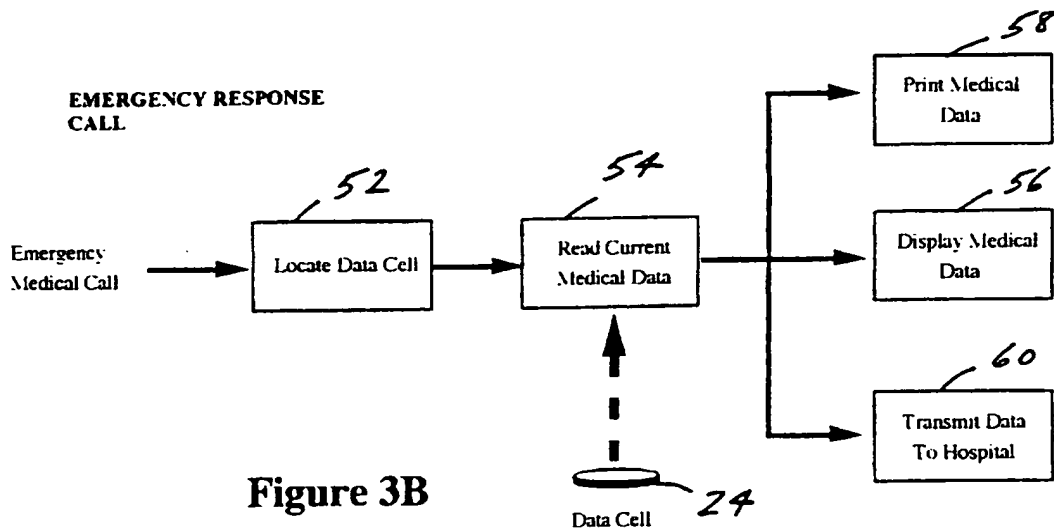 58
Print Medical
Data
EMERGENCY RESPONSE
CALL
52
54
56
Emergency
Medical Call
Locate Data Cell
Read Current
Medical Data
Display Medical
Data
60
Transmit Data
To Hospital
Figure 3B
24
Data Cell